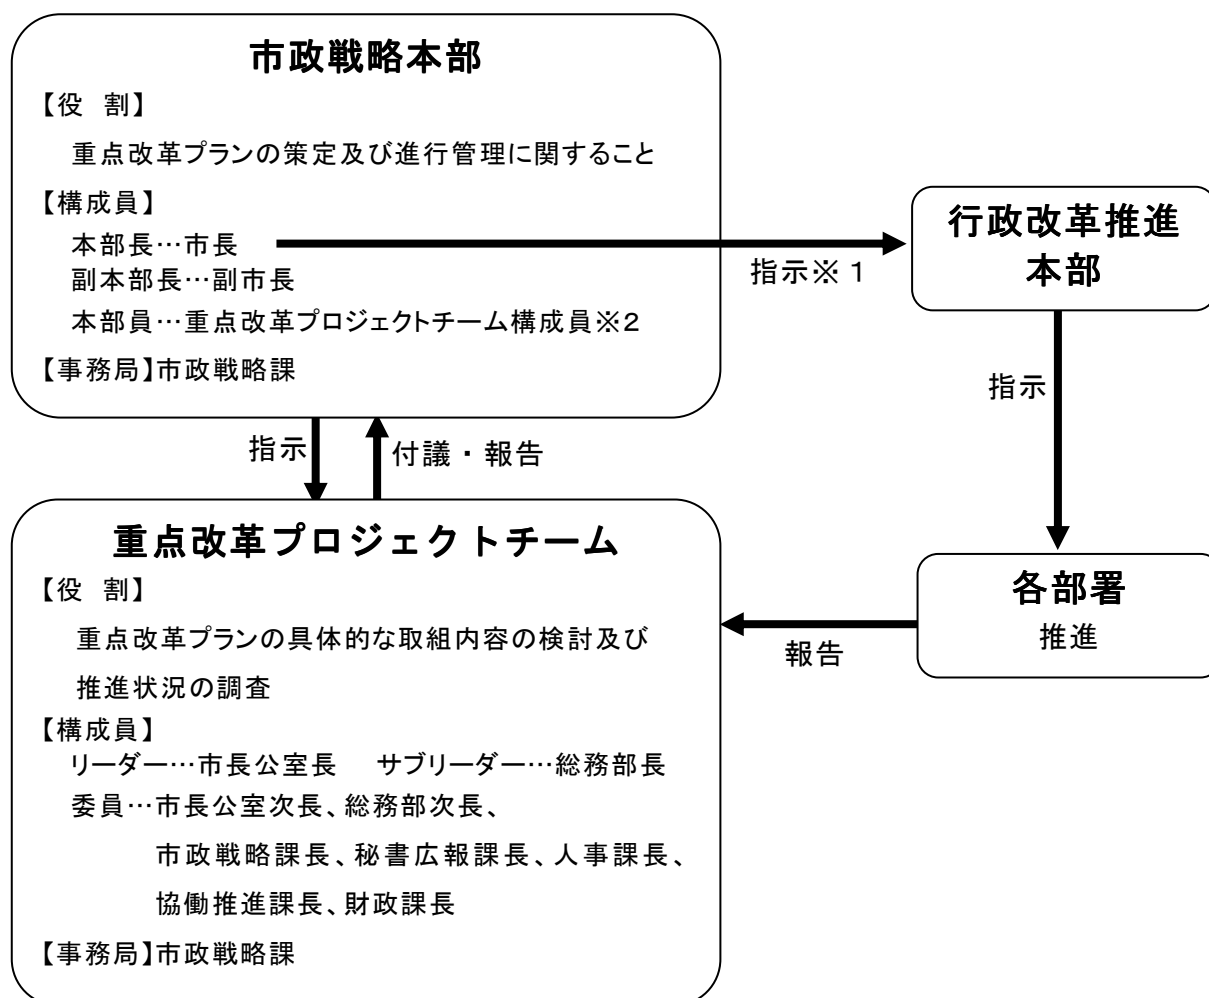 市政戦略本部
【役 割】
重点改革プランの策定及び進行管理に関すること
【構成員】
本部長…市長
副本部長…副市長
本部員…重点改革プロジェクトチーム構成員※2
【事務局】市政戦略課
指示※1
行政改革推進
本部
指示
指示
付議・報告
重点改革プロジェクトチーム
【役 割】
重点改革プランの具体的な取組内容の検討及び
推進状況の調査
【構成員】
リーダー…市長公室長 サブリーダー…総務部長
委員…市長公室次長、総務部次長、
市政戦略課長、秘書広報課長、人事課長、
協働推進課長、財政課長
【事務局】市政戦略課
各部署
推進
報告